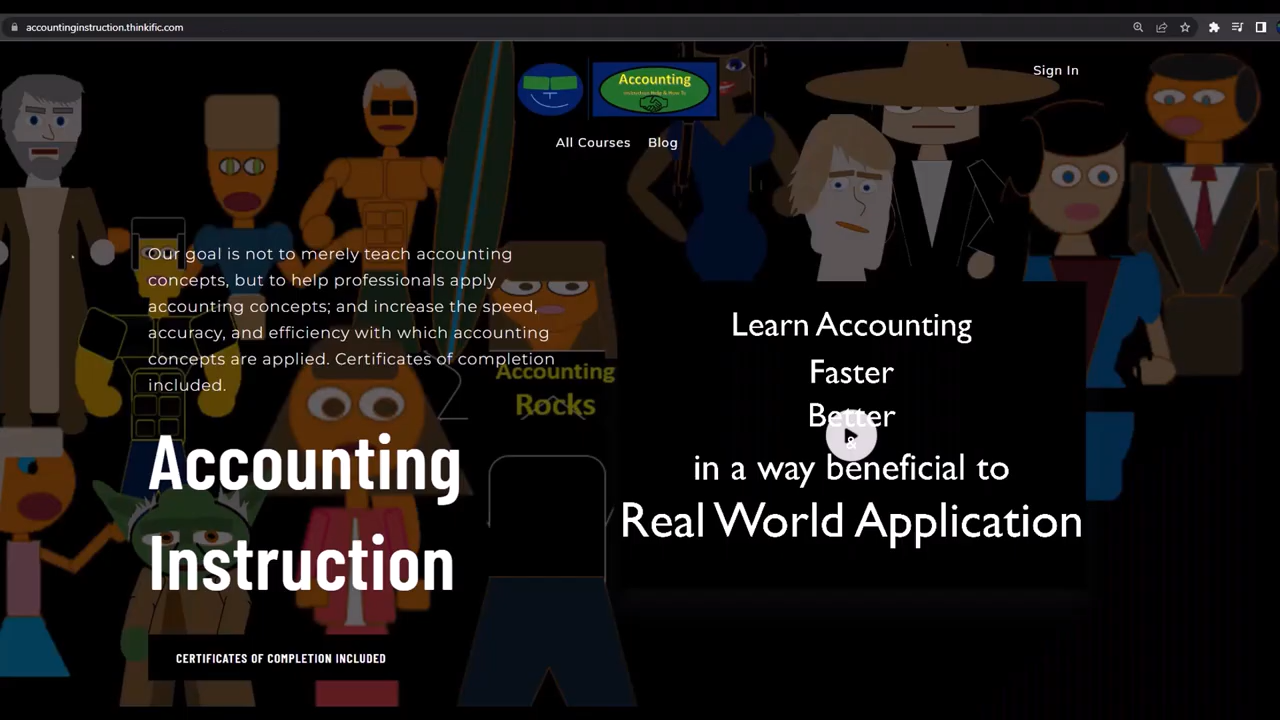 accountinginstruction.thinkific.com
Sign In
Accounting
All Courses
Blog
Our goal is not to merely teach accounting
concepts, but to help professionals apply
accounting concepts; and increase the speed,
accuracy, and efficiency with which accounting
concepts are applied. Certificates of completion
included.
Accounting
Rocks
Accounting
Instruction
CERTIFICATES OF COMPLETION INCLUDED
Learn Accounting
Faster
Better
&
in a way beneficial to
Real World Application